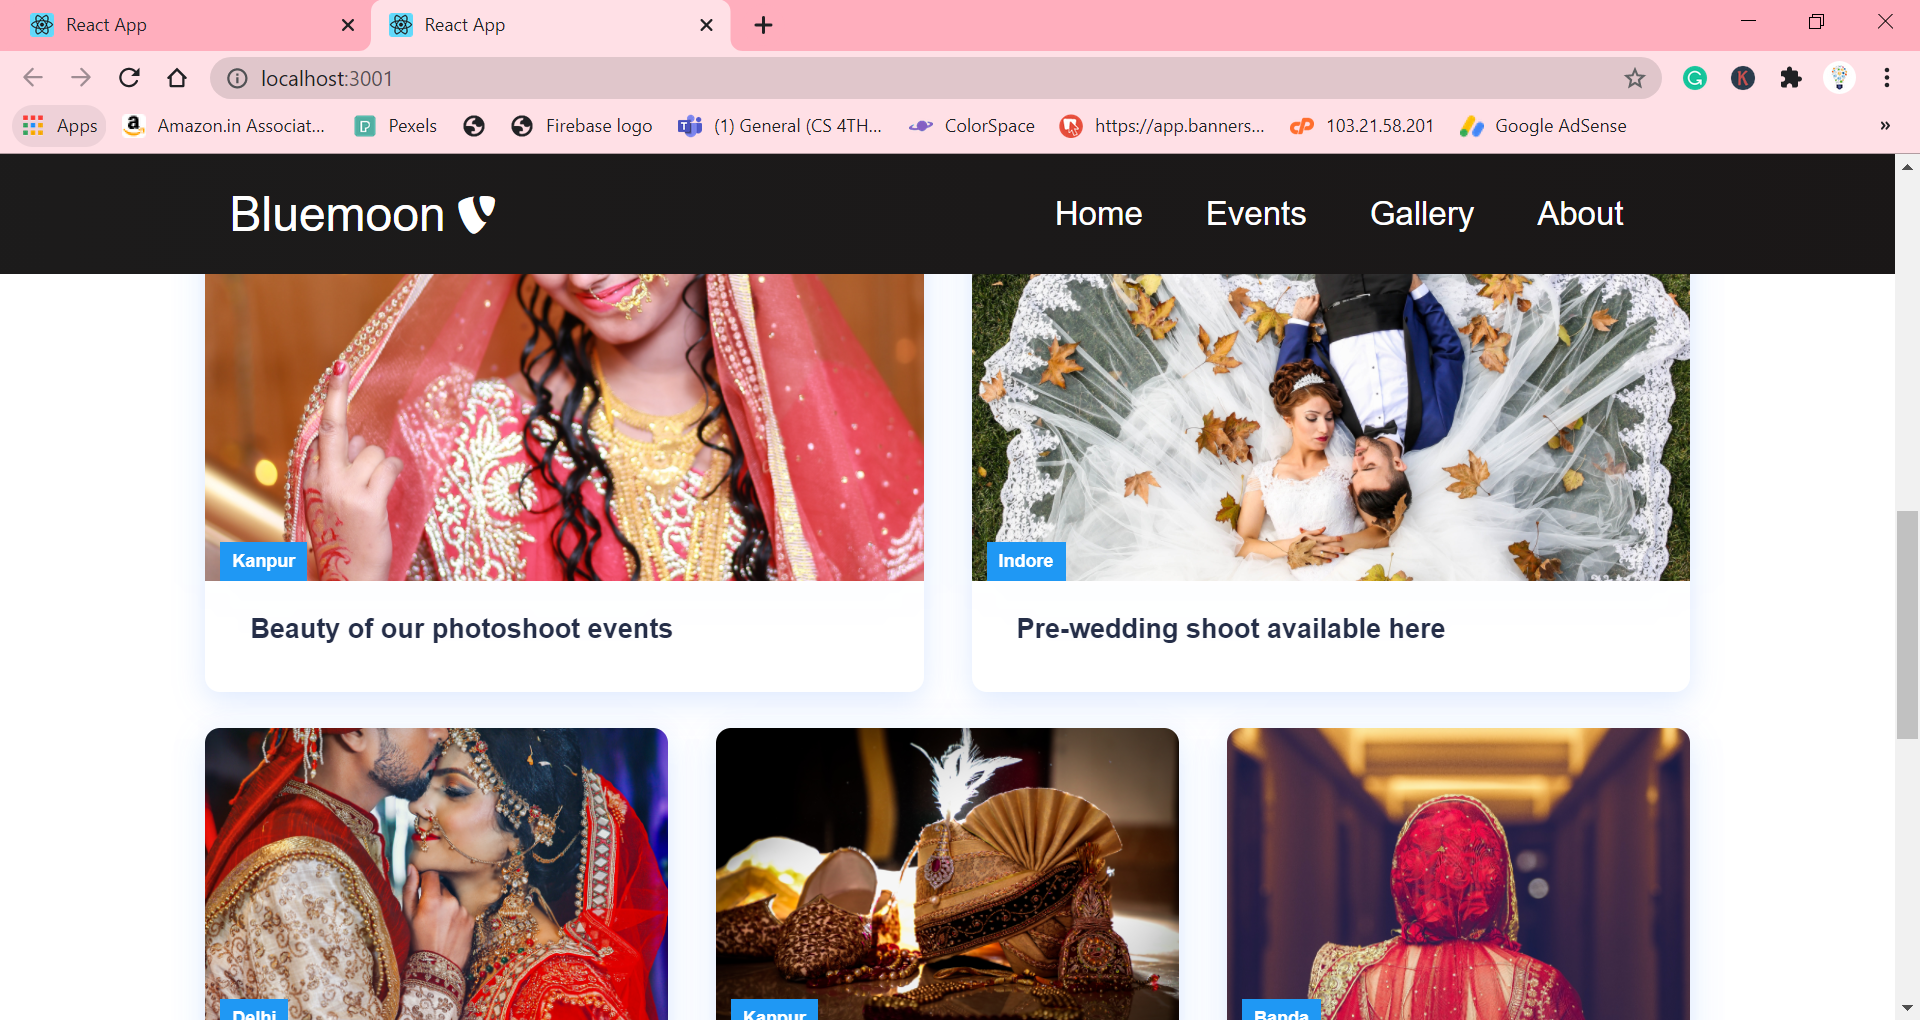 React App
React App
localhost:3001
Apps
Amazon.in Associat...
Pexels
Firebase logo
(1) General (CS 4TH...
ColorSpace
https://app.banners...
103.21.58.201
Google AdSense
Bluemoon
Home
Events
Gallery
About
Kanpur
Indore
Beauty of our photoshoot events
Pre-wedding shoot available here
Delhi
Kanpur
Banda